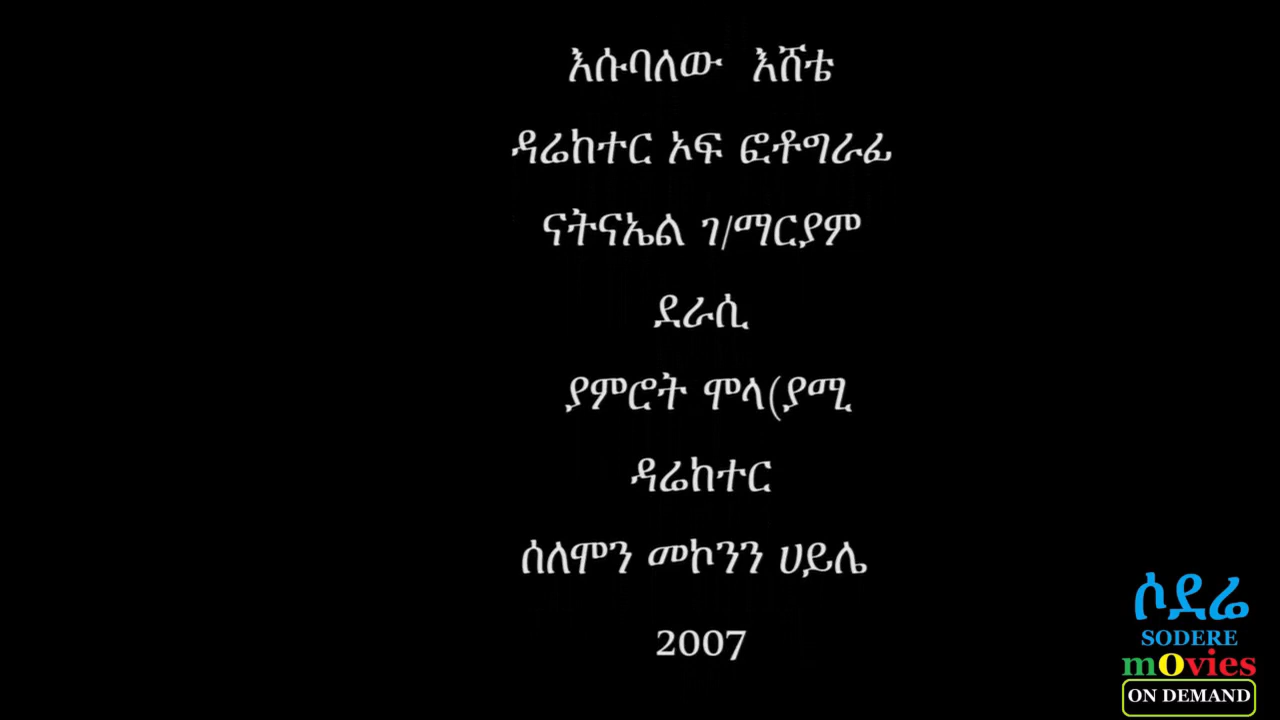 እሱባለው እሸቴ
ዳሬክተር ኦፍ ፎቶግራፊ
ናትናኤል ገ/ማርያም
ደራሲ
ያምሮት ሞላ(ያሚ
ዳሬክተር
ሰለሞን መኮንን ሀይሌ
2007
ሶደሬ
SODERE
mOvies
ON DEMAND